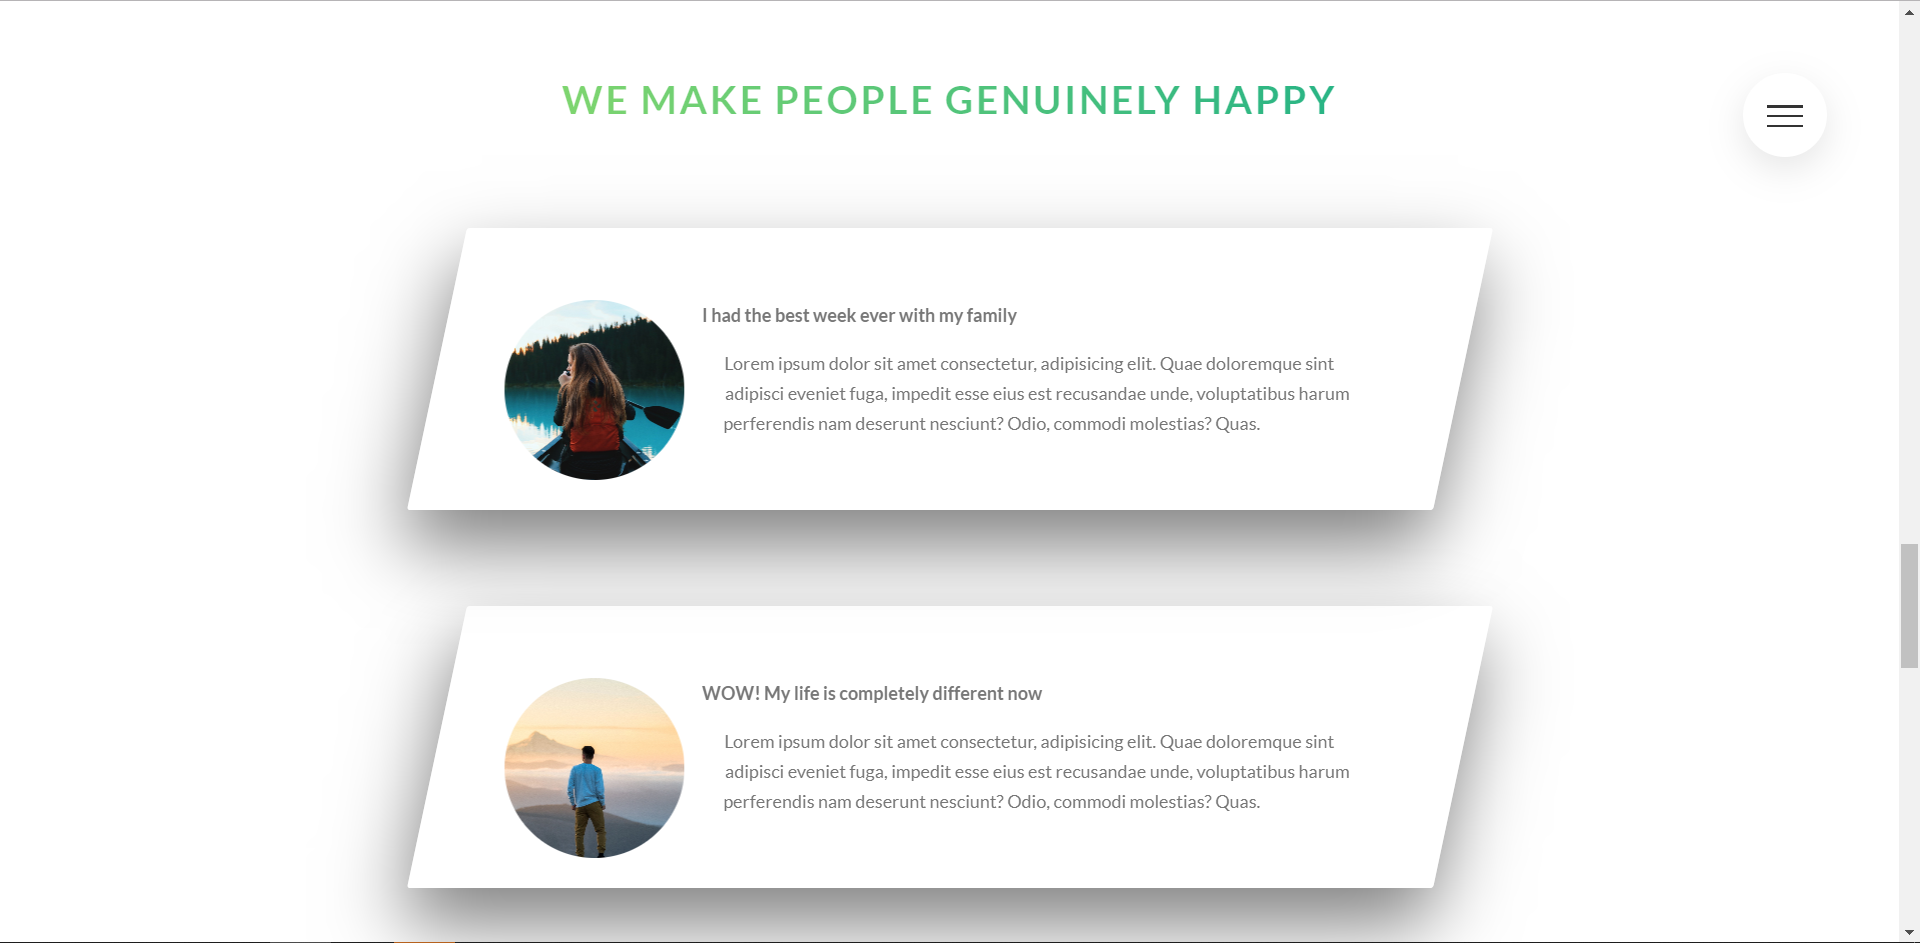 WE MAKE PEOPLE GENUINELY HAPPY
I had the best week ever with my family
Lorem ipsum dolor sit amet consectetur, adipisicing elit. Quae doloremque sint
adipisci eveniet fuga, impedit esse eius est recusandae unde, voluptatibus harum
perferendis nam deserunt nesciunt? Odio, commodi molestias? Quas.
WOW! My life is completely different now
Lorem ipsum dolor sit amet consectetur, adipisicing elit. Quae doloremque sint
adipisci eveniet fuga, impedit esse eius est recusandae unde, voluptatibus harum
perferendis nam deserunt nesciunt? Odio, commodi molestias? Quas.